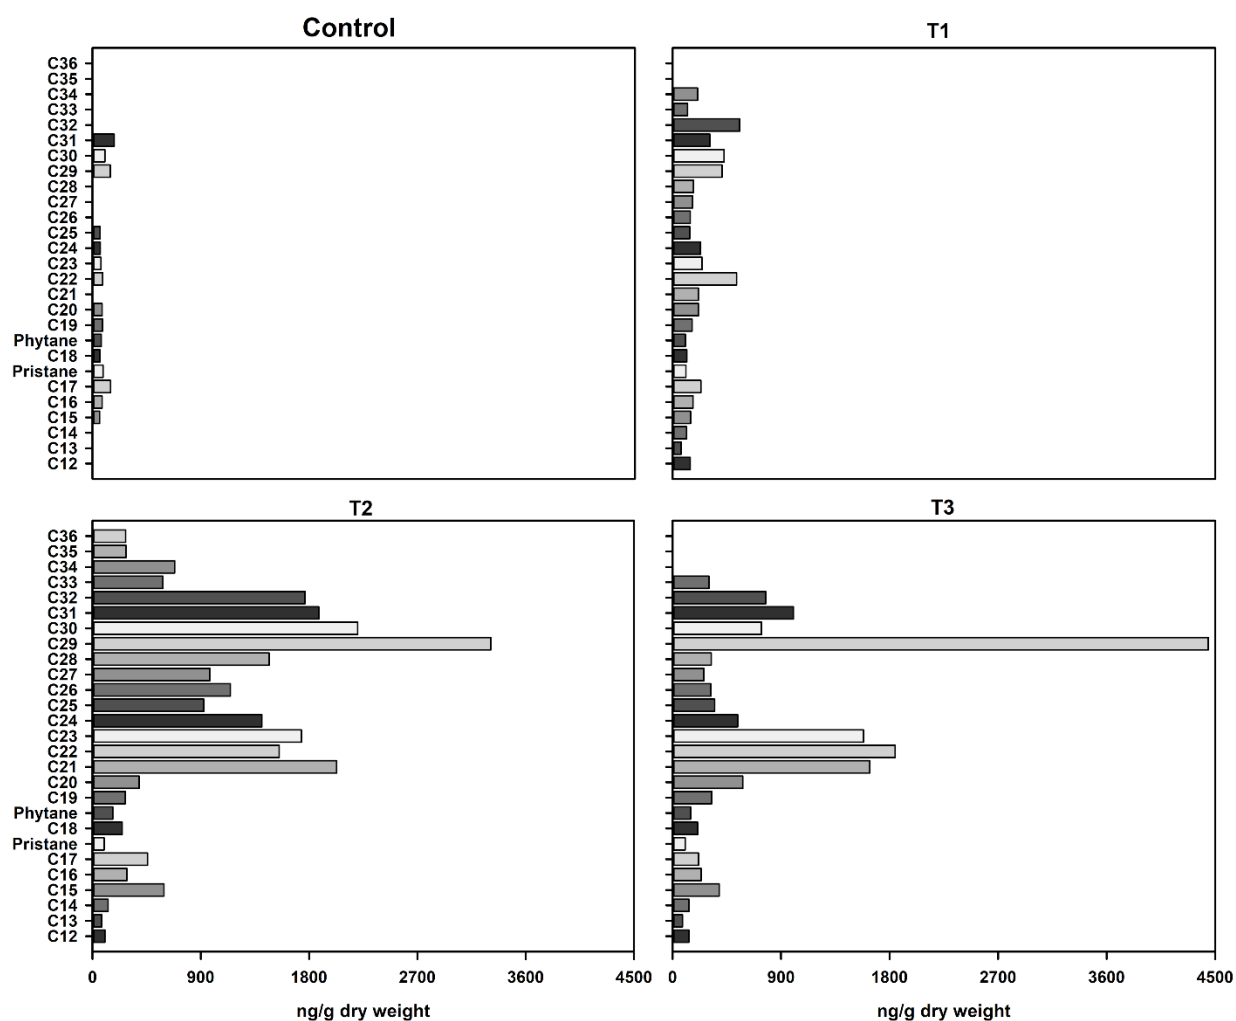 Control
T1
C36
C35
C34
C33
C32
C31
C30
C29
C28
C27
C26
C25
C24
C23
C22
C21
C20
C19
Phytane
C18
Pristane
C17
C16
C15
C14
C13
C12
T2
T3
C36
C35
C34
C33
C32
C31
C30
C29
C28
C27
C26
C25
C24
C23
C22
C21
C20
C19
Phytane
C18
Pristane
C17
C16
C15
C14
C13
C12
0 900 1800 2700 3600 4500
0 900 1800 2700 3600 4500
ng/g dry weight
ng/g dry weight